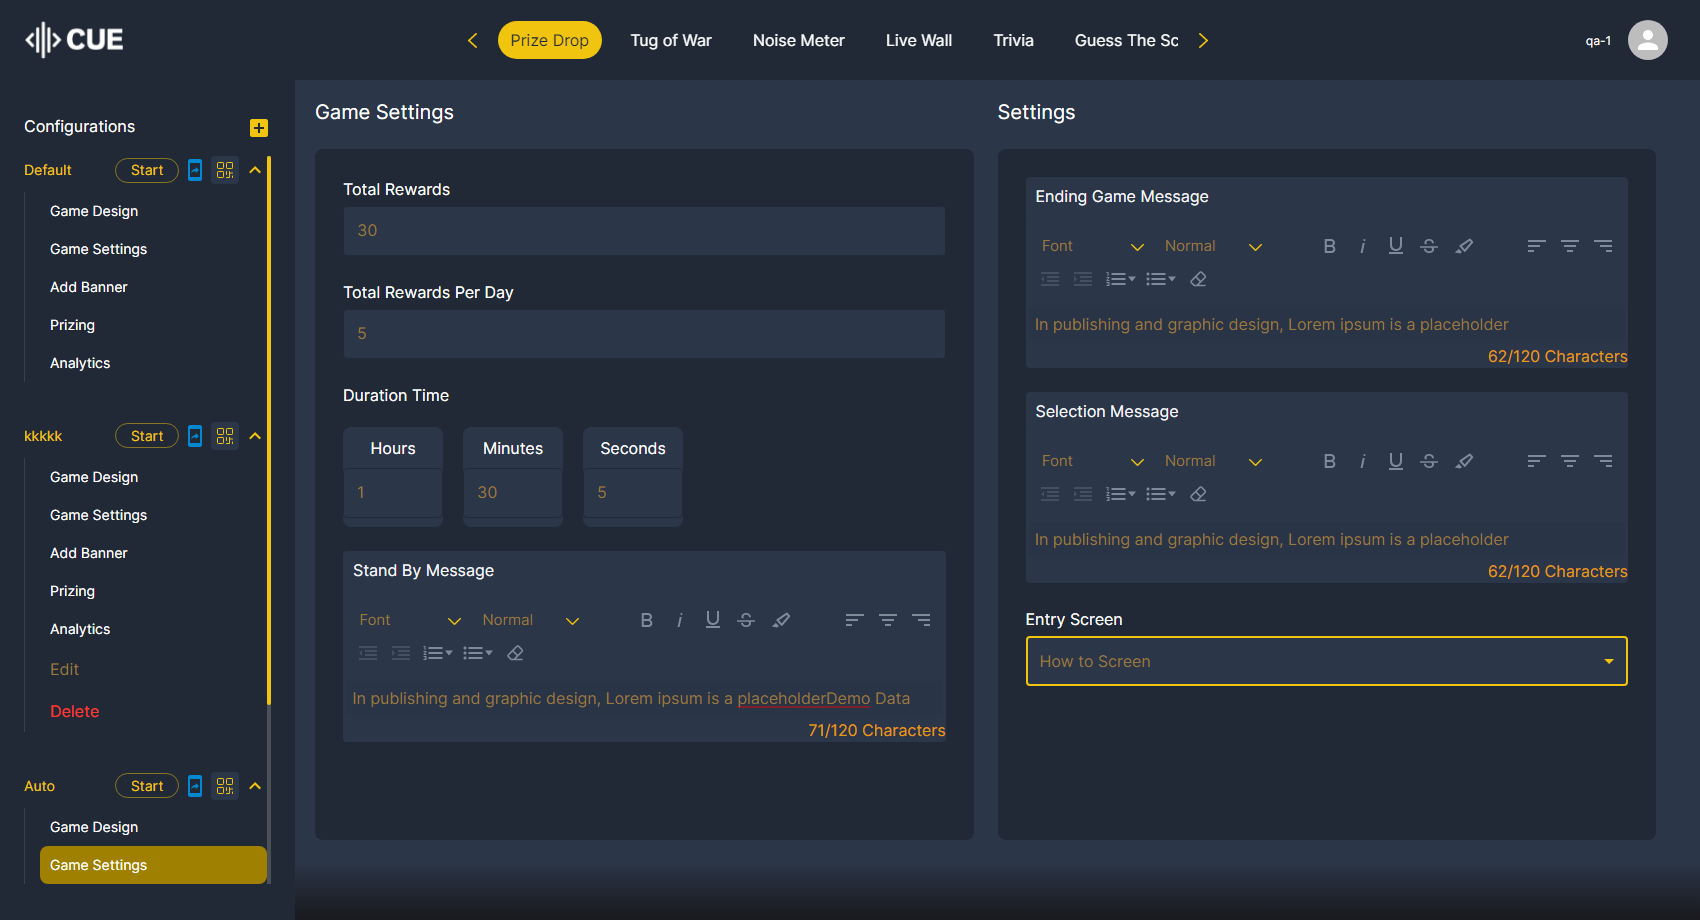 CUE
Prize Drop
Tug of War
Noise Meter
Live Wall
Trivia
Guess The Sc
qa-1
Configurations
Default
Start
Game Design
Game Settings
Add Banner
Prizing
Analytics
kkkkk
Start
Game Design
Game Settings
Add Banner
Prizing
Analytics
Edit
Delete
Auto
Start
Game Design
Game Settings
Game Settings
Total Rewards
30
Total Rewards Per Day
5
Duration Time
Hours
Minutes
Seconds
1
30
5
Stand By Message
Font
Normal
B
i
U
S
In publishing and graphic design, Lorem ipsum is a placeholderDemo Data
71/120 Characters
Settings
Ending Game Message
Font
Normal
B
i
U
S
In publishing and graphic design, Lorem ipsum is a placeholder
62/120 Characters
Selection Message
Font
Normal
B
i
U
S
In publishing and graphic design, Lorem ipsum is a placeholder
62/120 Characters
Entry Screen
How to Screen